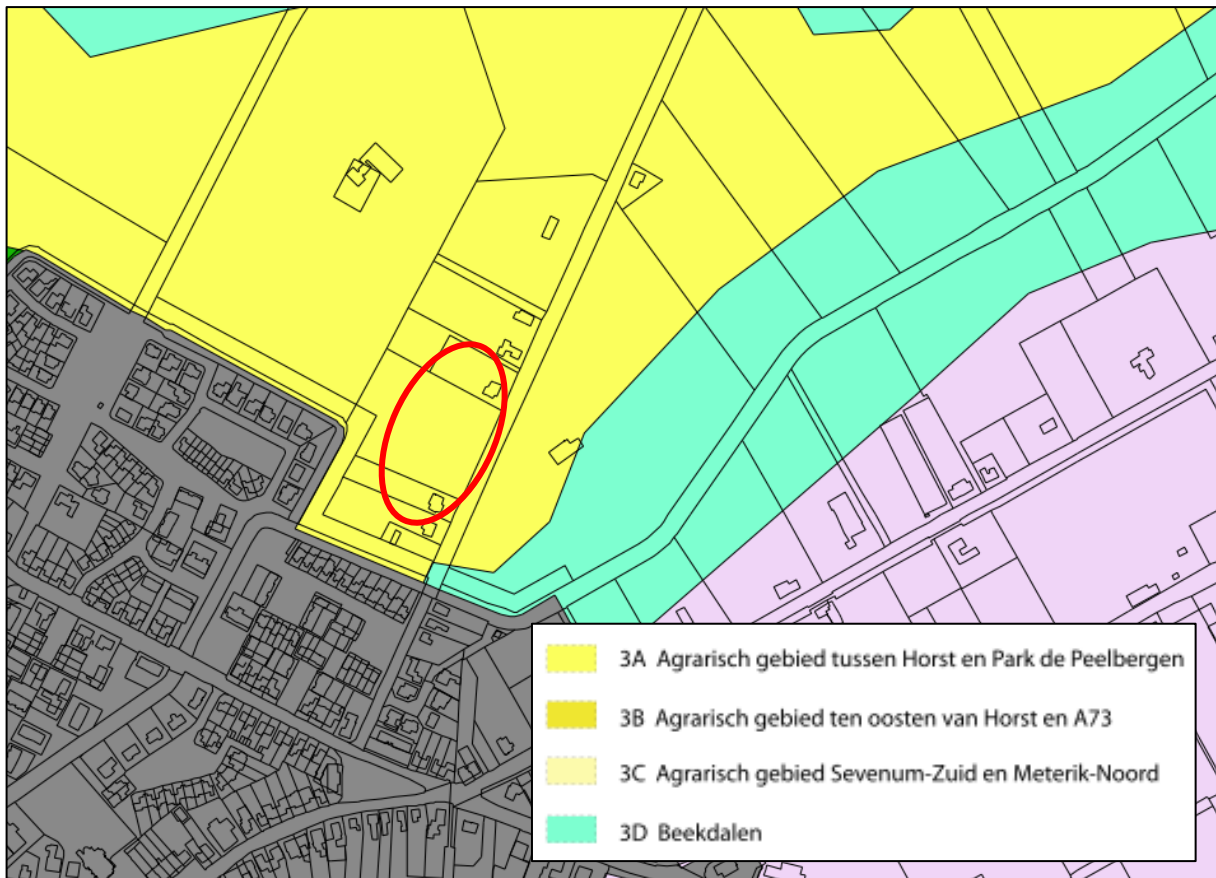 3A Agrarisch gebied tussen Horst en Park de Peelbergen
3B Agrarisch gebied ten oosten van Horst en A73
3C Agrarisch gebied Sevenum-Zuid en Meterik-Noord
3D Beekdalen